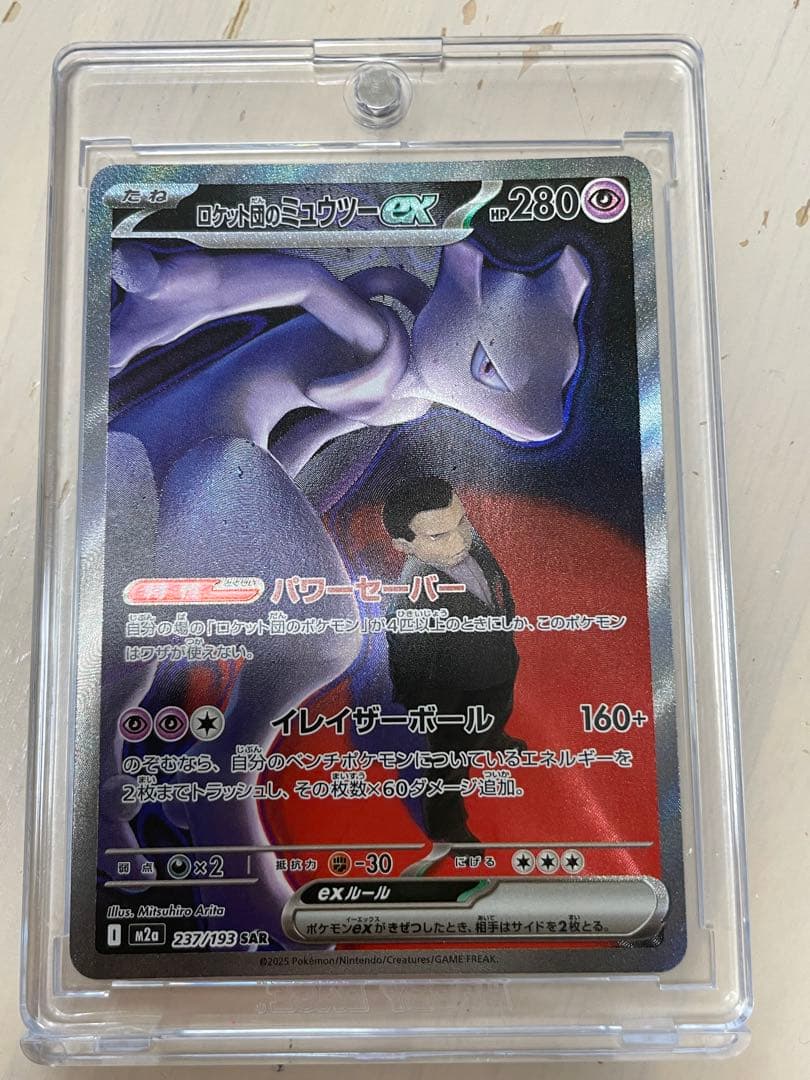 たね
ロケット団のミュウツーex
HP280
特性 パワーセーバー
自分の場の「ロケット団のポケモン」が4匹以上のときにしか、このポケモン
はワザが使えない。
イレイザーボール 160+
のぞむなら、自分のベンチポケモンについているエネルギーを
2枚までトラッシュし、その枚数×60ダメージ追加。
弱点 ×2 抵抗力 -30 にげる
exルール
ポケモンexがきぜつしたとき、相手はサイドを2枚とる。
Illus. Mitsuhiro Arita
I M2a 237/193 SAR
©2025 Pokémon/Nintendo/Creatures/GAME FREAK.